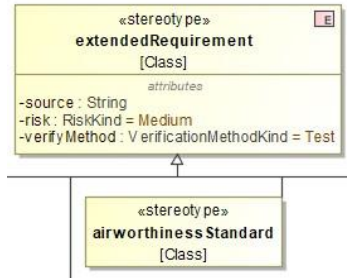 «stereotype»
E
extendedRequirement
[Class]
attributes
-source : String
-risk : RiskKind = Medium
-verifyMethod : VerificationMethodKind = Test
«stereotype»
airworthinessStandard
[Class]